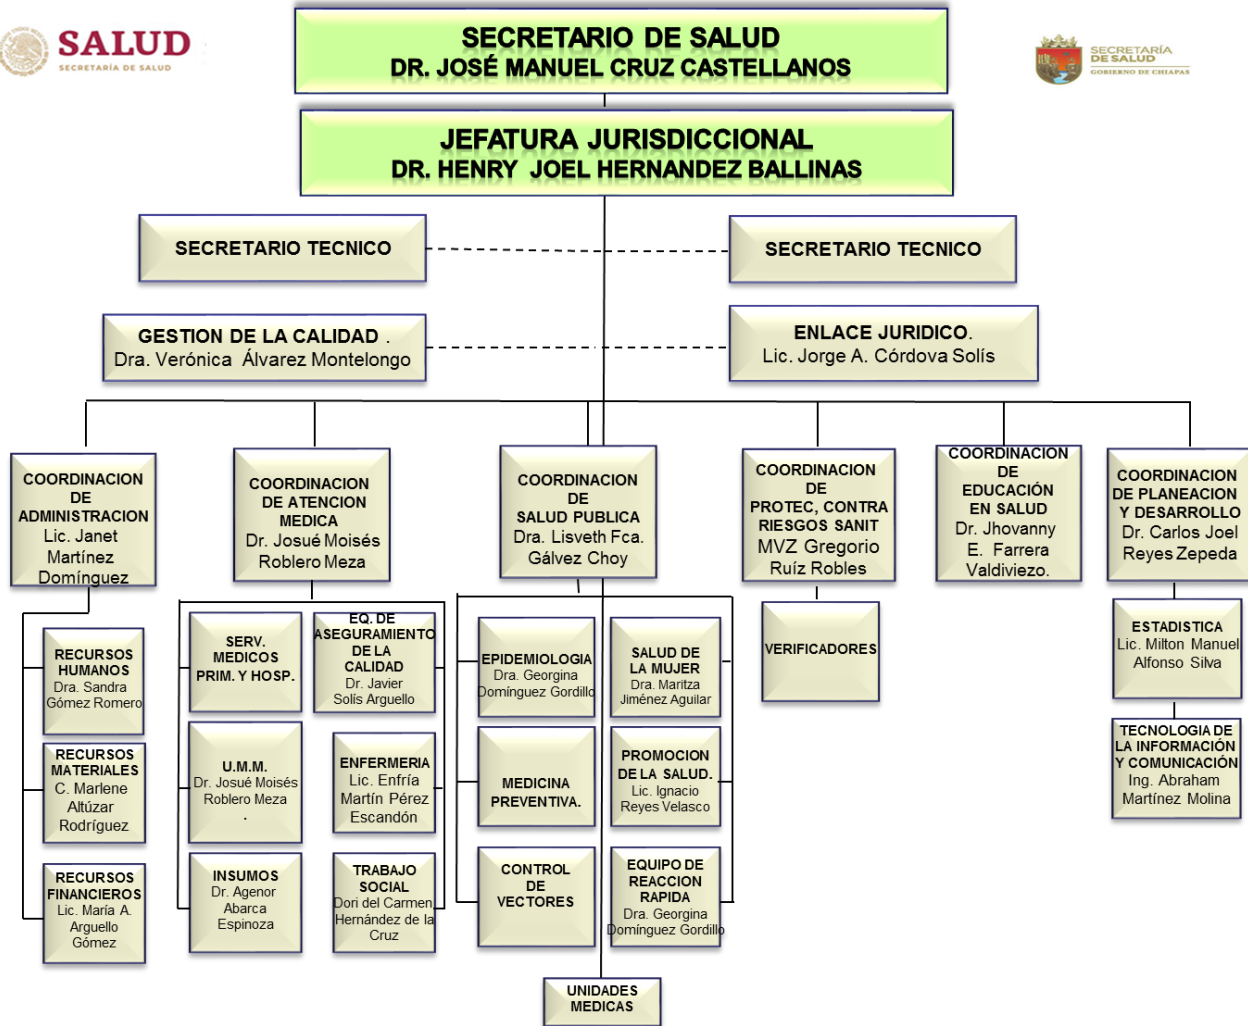 SALUD
SECRETARÍA DE SALUD
SECRETARIO DE SALUD
DR. JOSÉ MANUEL CRUZ CASTELLANOS
SECRETARÍA
DE SALUD
GOBIERNO DE CHIAPAS
JEFATURA JURISDICCIONAL
DR. HENRY JOEL HERNANDEZ BALLINAS
SECRETARIO TECNICO
SECRETARIO TECNICO
GESTION DE LA CALIDAD .
Dra. Verónica Álvarez Montelongo
ENLACE JURIDICO.
Lic. Jorge A. Córdova Solís
COORDINACION
DE
ADMINISTRACION
Lic. Janet
Martínez
Domínguez
COORDINACION
DE ATENCION
MEDICA
Dr. Josué Moisés
Roblero Meza
COORDINACION
DE
SALUD PUBLICA
Dra. Lisveth Fca.
Gálvez Choy
COORDINACION
DE
PROTEC, CONTRA
RIESGOS SANIT
MVZ Gregorio
Ruíz Robles
COORDINACION
DE
EDUCACIÓN
EN SALUD
Dr. Jhovanny
E. Farrera
Valdiviezo.
COORDINACION
DE PLANEACION
Y DESARROLLO
Dr. Carlos Joel
Reyes Zepeda
RECURSOS
HUMANOS
Dra. Sandra
Gómez Romero
RECURSOS
MATERIALES
C. Marlene
Altúzar
Rodríguez
RECURSOS
FINANCIEROS
Lic. María A.
Arguello
Gómez
SERV.
MEDICOS
PRIM. Y HOSP.
EQ. DE
ASEGURAMIENTO
DE LA
CALIDAD
Dr. Javier
Solís Arguello
U.M.M.
Dr. Josué Moisés
Roblero Meza
.
ENFERMERIA
Lic. Enfría
Martín Pérez
Escandón
INSUMOS
Dr. Agenor
Abarca
Espinoza
TRABAJO
SOCIAL
Dori del Carmen
Hernández de la
Cruz
EPIDEMIOLOGIA
Dra. Georgina
Domínguez Gordillo
SALUD DE
LA MUJER
Dra. Maritza
Jiménez Aguilar
MEDICINA
PREVENTIVA.
PROMOCION
DE LA SALUD.
Lic. Ignacio
Reyes Velasco
CONTROL
DE
VECTORES
EQUIPO DE
REACCION
RAPIDA
Dra. Georgina
Domínguez Gordillo
VERIFICADORES
ESTADISTICA
Lic. Milton Manuel
Alfonso Silva
TECNOLOGIA DE
LA INFORMACIÓN
Y COMUNICACIÓN
Ing. Abraham
Martínez Molina
UNIDADES
MEDICAS